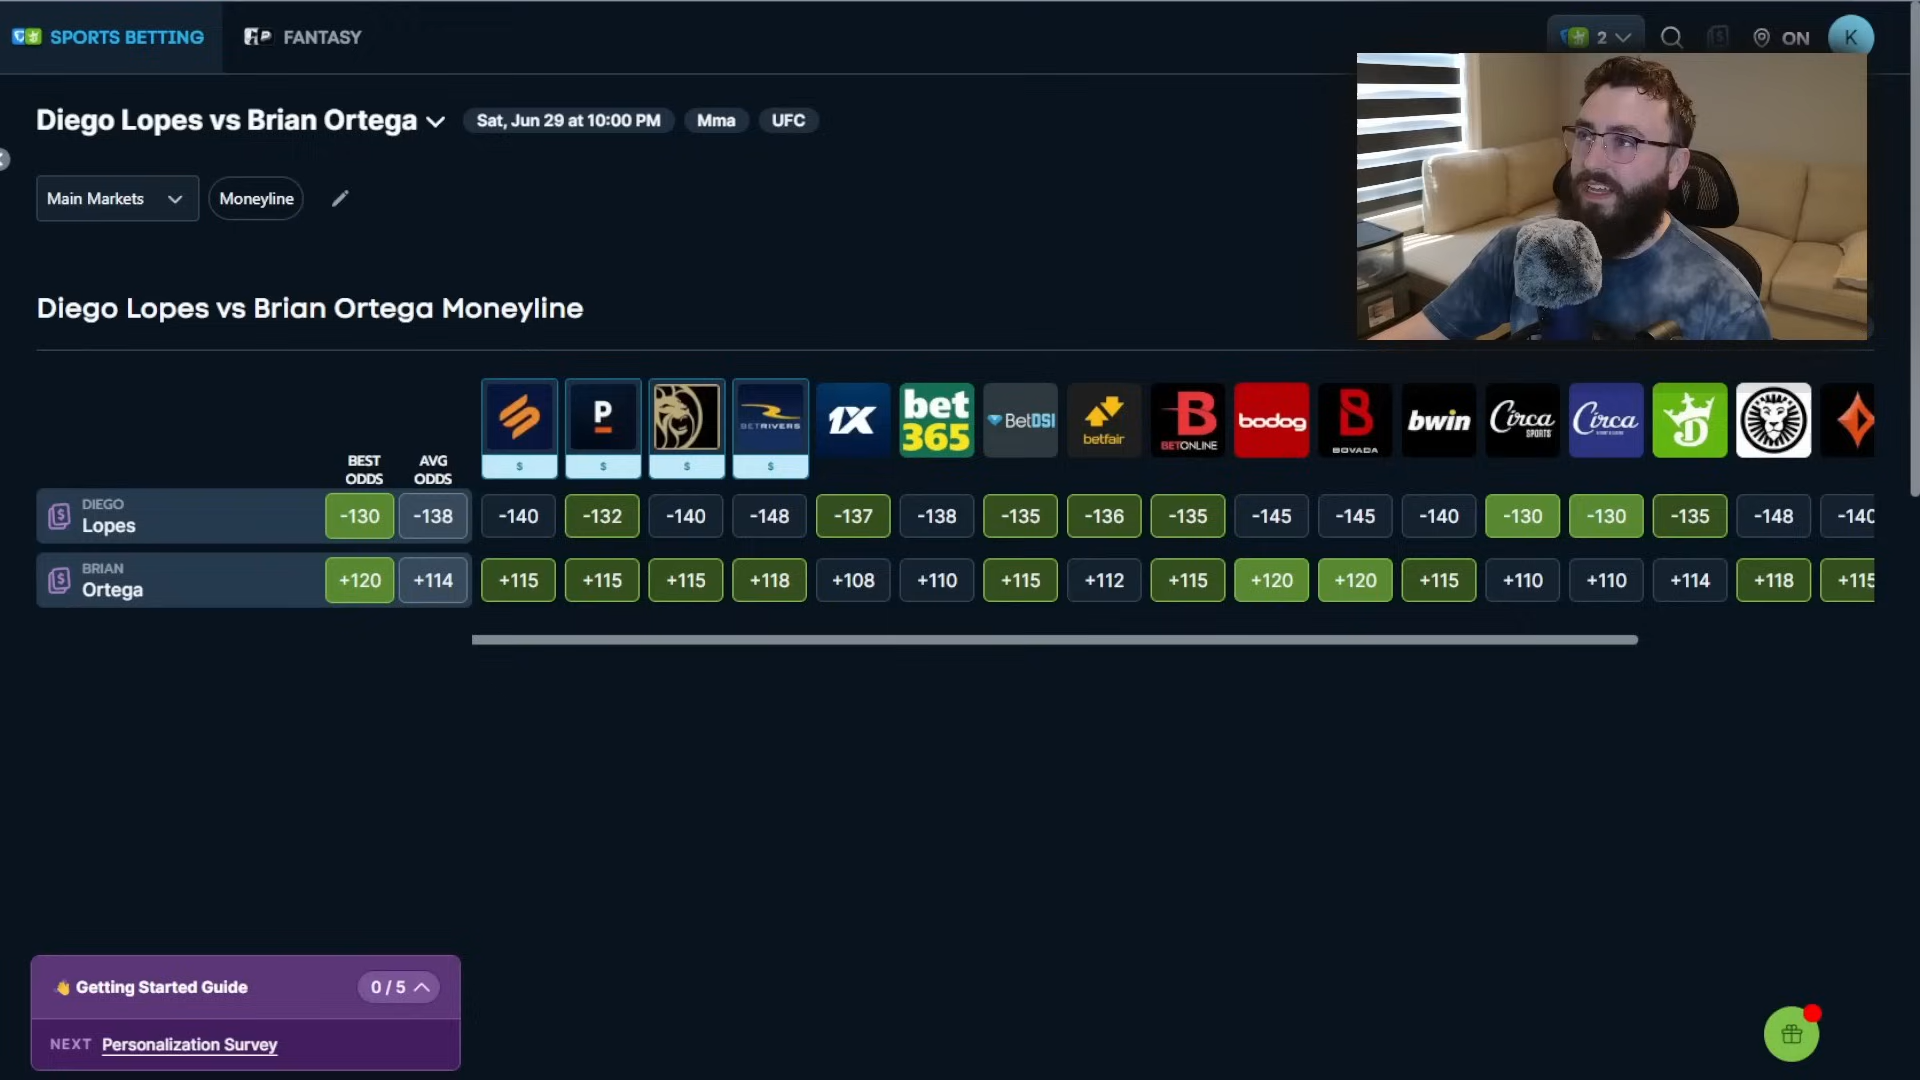 SPORTS BETTING
FANTASY
2
ON
K
Diego Lopes vs Brian Ortega
Sat, Jun 29 at 10:00 PM
Mma
UFC
Main Markets
Moneyline
Diego Lopes vs Brian Ortega Moneyline
P
BETRIVERS
1X
bet
365
BetDSI
betfair
B
BETONLINE
bodog
B
BOVADA
bwin
Circa
SPORTS
Circa
BEST
ODDS
AVG
ODDS
$ $ $ $
DIEGO
Lopes
-130 -138 -140 -132 -140 -148 -137 -138 -135 -136 -135 -145 -145 -140 -130 -130 -135 -148 -140
BRIAN
Ortega
+120 +114 +115 +115 +115 +118 +108 +110 +115 +112 +115 +120 +120 +115 +110 +110 +114 +118 +115
Getting Started Guide
0 / 5
NEXT Personalization Survey